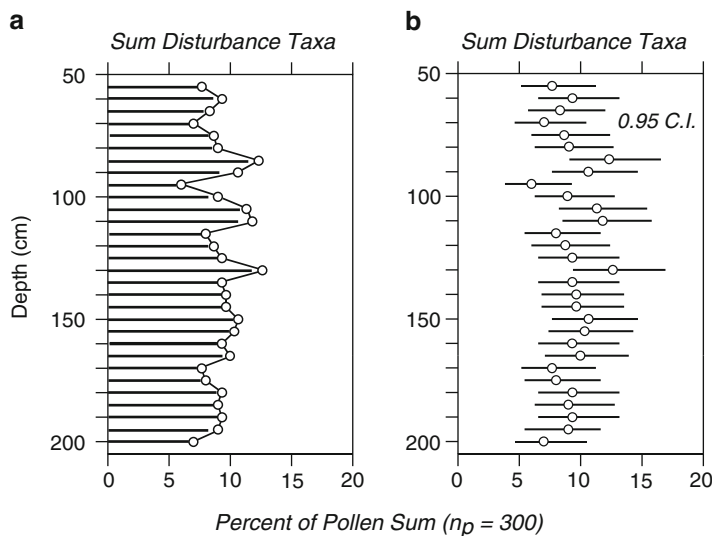 a
Sum Disturbance Taxa
50
100
150
200
Depth (cm)
0 5 10 15 20
b
Sum Disturbance Taxa
0.95 C.I.
50
100
150
200
0 5 10 15 20
Percent of Pollen Sum (np = 300)